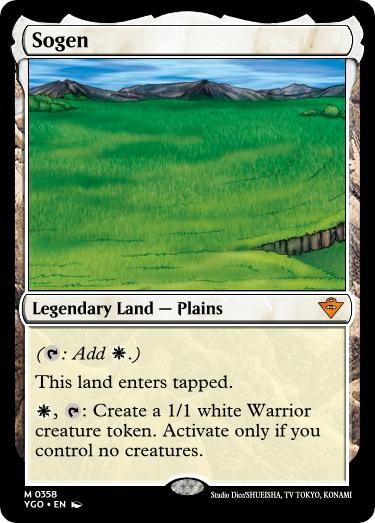 Sogen
Legendary Land — Plains
(: Add .)
This land enters tapped.
, : Create a 1/1 white Warrior
creature token. Activate only if you
control no creatures.
M 0358
YGO • EN
Studio Dice/SHUEISHA, TV TOKYO, KONAMI